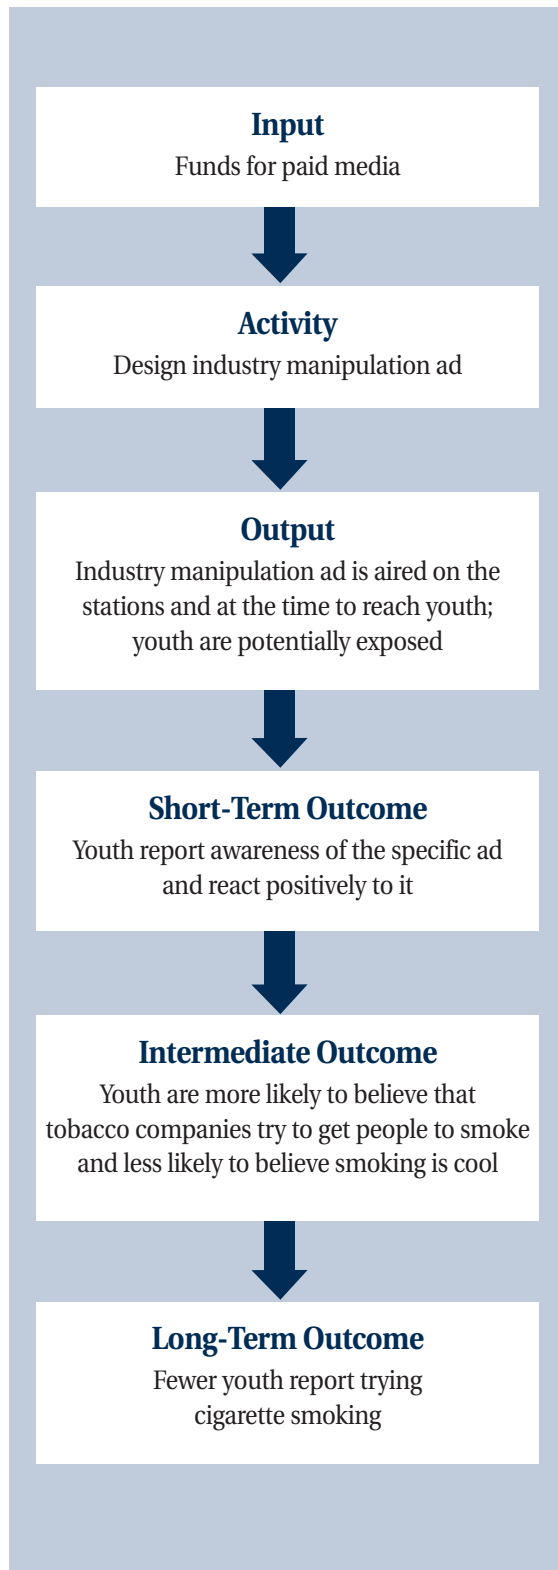 Input
Funds for paid media
Activity
Design industry manipulation ad
Output
Industry manipulation ad is aired on the
stations and at the time to reach youth;
youth are potentially exposed
Short-Term Outcome
Youth report awareness of the specific ad
and react positively to it
Intermediate Outcome
Youth are more likely to believe that
tobacco companies try to get people to smoke
and less likely to believe smoking is cool
Long-Term Outcome
Fewer youth report trying
cigarette smoking